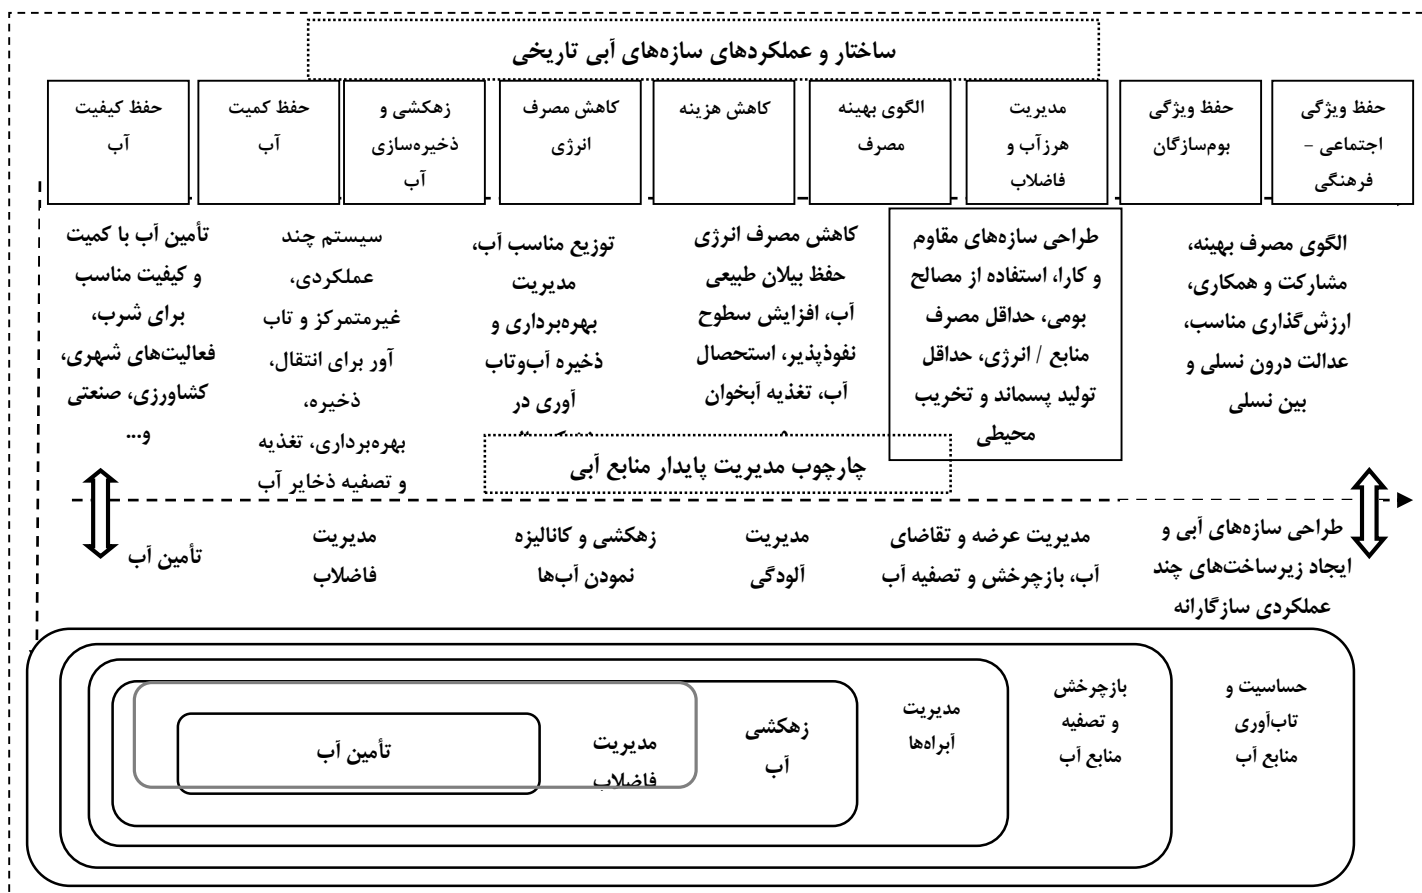 ساختار و عملکردهای سازه‌های آبی تاریخی
حفظ ویژگی
اجتماعی –
فرهنگی
حفظ ویژگی
بوم‌سازگان
مدیریت
هرزآب و
فاضلاب
الگوی بهینه
مصرف
کاهش هزینه
کاهش مصرف
انرژی
زهکشی و
ذخیره‌سازی
آب
حفظ کمیت
آب
حفظ کیفیت
آب
الگوی مصرف بهینه،
مشارکت و همکاری،
ارزش‌گذاری مناسب،
عدالت درون نسلی و
بین نسلی
طراحی سازه‌های مقاوم
و کارا، استفاده از مصالح
بومی، حداقل مصرف
منابع / انرژی، حداقل
تولید پسماند و تخریب
محیطی
کاهش مصرف انرژی
حفظ بیلان طبیعی
آب، افزایش سطوح
نفوذپذیر، استحصال
آب، تغذیه آبخوان
توزیع مناسب آب،
مدیریت
بهره‌برداری و
ذخیره آب‌وتاب
آوری در
سیستم چند
عملکردی،
غیرمتمرکز و تاب
آور برای انتقال،
ذخیره،
بهره‌برداری، تغذیه
و تصفیه ذخایر آب
تأمین آب با کمیت
و کیفیت مناسب
برای شرب،
فعالیت‌های شهری،
کشاورزی، صنعتی
و...
چارچوب مدیریت پایدار منابع آبی
طراحی سازه‌های آبی و
ایجاد زیرساخت‌های چند
عملکردی سازگارانه
مدیریت عرضه و تقاضای
آب، بازچرخش و تصفیه آب
مدیریت
آلودگی
زهکشی و کانالیزه
نمودن آب‌ها
مدیریت
فاضلاب
تأمین آب
حساسیت و
تاب‌آوری
منابع آب
بازچرخش
و تصفیه
منابع آب
مدیریت
آبراه‌ها
زهکشی
آب
مدیریت
فاضلاب
تأمین آب